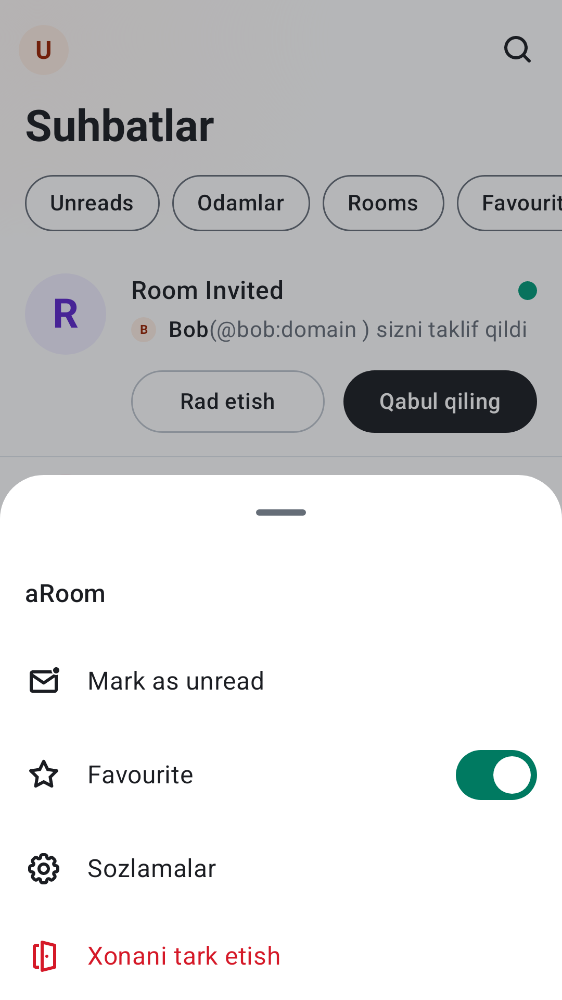 U
Suhbatlar
Unreads Odamlar Rooms Favourit
R
Room Invited
B Bob(@bob:domain ) sizni taklif qildi
Rad etish Qabul qiling
aRoom
Mark as unread
Favourite
Sozlamalar
Xonani tark etish